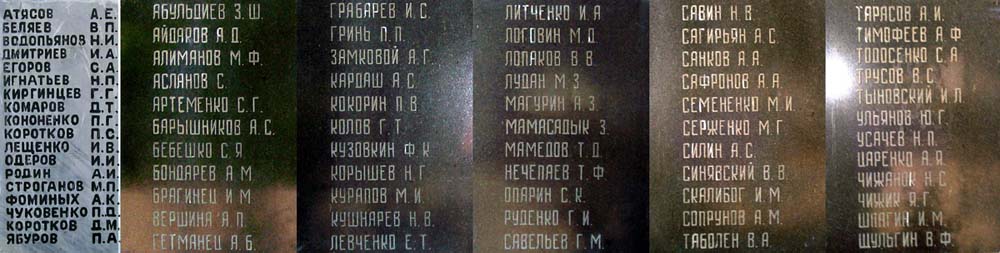 АТЯСОВ А.Е.
БЕЛЯЕВ В.П.
ВОДОПЬЯНОВ Н.И.
ДМИТРИЕВ И.А.
ЕГОРОВ С.А.
ИГНАТЬЕВ Н.П.
КИРГИНЦЕВ Г.Г.
КОМАРОВ Д.Т.
КОНОНЕНКО П.Г.
КОРОТКОВ П.С.
ЛЕЩЕНКО И.В.
ОДЕРОВ И.И.
РОДИН А.И.
СТРОГАНОВ М.П.
ФОМИНЫХ А.К.
ЧУКОВЕНКО П.Д.
КОРОТКОВ Д.М.
ЯБУРОВ П.А.
АБУЛЬДИЕВ З.Ш.
АЙДАРОВ А.Д.
АЛИМАНОВ М.Ф.
АСЛАНОВ С.
АРТЕМЕНКО С.Г.
БАРЫШНИКОВ А.С.
БЕБЕШКО С.Я
БОНДАРЕВ А.М
БРАГИНЕЦ И М
ВЕРШИНА А.П.
ГЕТМАНЕЦ А.Б.
ГРАБАРЕВ И.С.
ГРИНЬ П.П.
ЗАМКОВОЙ А.Г.
КАРДАШ А.С
КОКОРИН П.В
КОЛОВ Г.Т
КУЗОВКИН Ф К
КОРЫШЕВ Н.Г
КУРАПОВ М.И
КУШНАРЕВ Н.В.
ЛЕВЧЕНКО Е.Т.
ЛИТЧЕНКО И.А
ЛОГОВИН М.Д
ЛОПАКОВ В.В
ЛУДАН М З
МАГУРИН А.З
МАМАСАДЫК З.
МАМЕДОВ Т.Д
НЕЧЕПАЕВ Т.Ф
ОПАРИН С.К.
РУДЕНКО Г.И.
САВЕЛЬЕВ Г.М.
САВИН Н.В.
САГИРЬЯН А.С.
САНКОВ А.А
САФРОНОВ А.А
СЕМЕНЕНКО М.И
СЕРЖЕНКО М.Г
СИЛИН А.С.
СИНЯВСКИЙ В.В
СКАЛИБОГ И.М.
СОПРУНОВ А.М.
ТАБОЛЕН В.А.
ТАРАСОВ А.И.
ТИМОФЕЕВ А.Ф
ТОДОСЕНКО С.А
ТРУСОВ В.С
ТЫНОВСКИЙ И.Л
УЛЬЯНОВ Ю.Г
УСАЧЕВ Н.П.
ЦАРЕНКО А.Я
ЧИЖАНОК Н.С
ЧИЖИК Я.Г
ШПАГИН И.М.
ЩУЛЬГИН В.Ф.